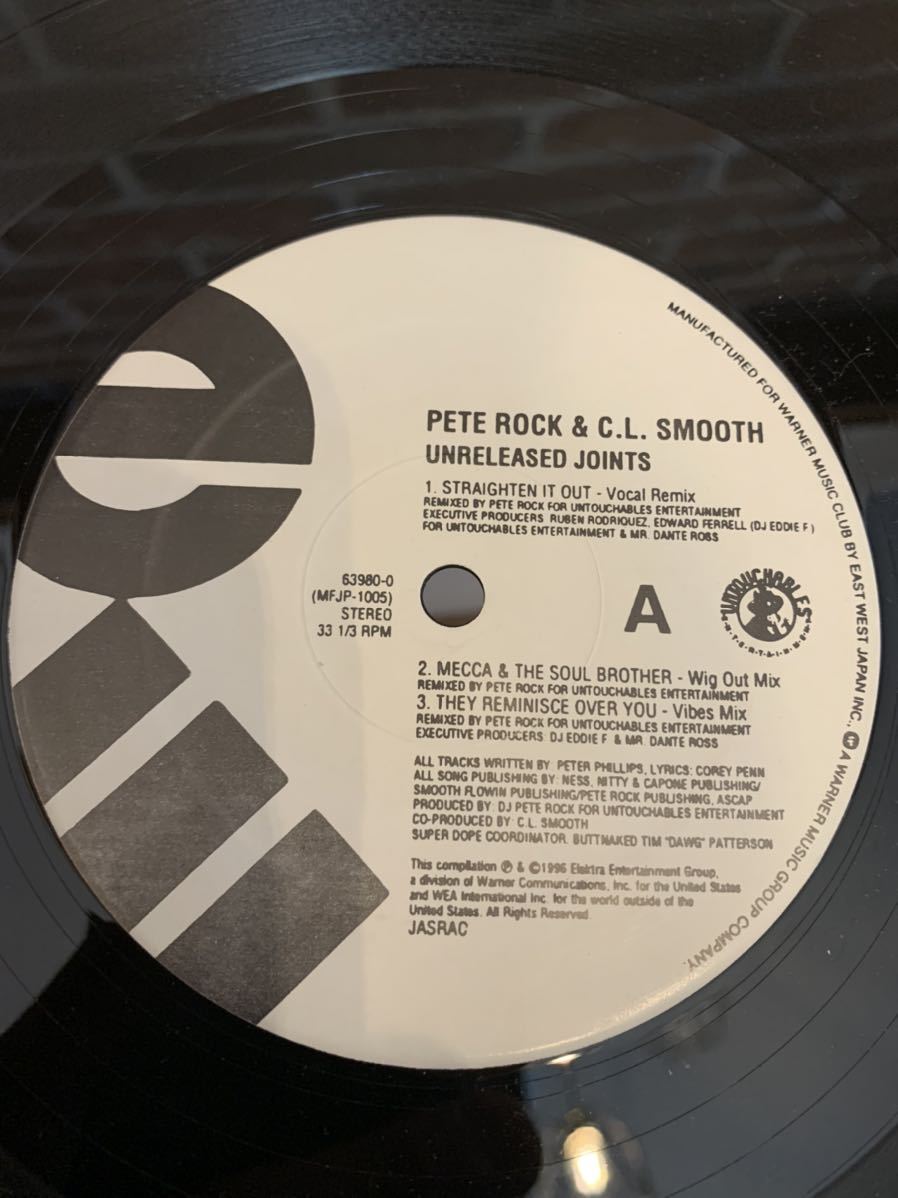 PETE ROCK & C.L. SMOOTH
UNRELEASED JOINTS
1. STRAIGHTEN IT OUT - Vocal Remix
REMIXED BY PETE ROCK FOR UNTOUCHABLES ENTERTAINMENT
EXECUTIVE PRODUCERS RUBEN RODRIQUEZ, EDWARD FERRELL (DJ EDDIE F)
FOR UNTOUCHABLES ENTERTAINMENT & MR. DANTE ROSS
63980-0
(MFJP-1005)
STEREO
33 1/3 RPM
A
UNTOUCHABLES
E•N•T•E•R•T•A•I•N•M•E•N•T
2. MECCA & THE SOUL BROTHER - Wig Out Mix
REMIXED BY PETE ROCK FOR UNTOUCHABLES ENTERTAINMENT
3. THEY REMINISCE OVER YOU - Vibes Mix
REMIXED BY PETE ROCK FOR UNTOUCHABLES ENTERTAINMENT
EXECUTIVE PRODUCERS DJ EDDIE F & MR. DANTE ROSS
ALL TRACKS WRITTEN BY: PETER PHILLIPS, LYRICS: COREY PENN
ALL SONG PUBLISHING BY: NESS, NITTY & CAPONE PUBLISHING/
SMOOTH FLOWIN PUBLISHING/PETE ROCK PUBLISHING, ASCAP
PRODUCED BY: DJ PETE ROCK FOR UNTOUCHABLES ENTERTAINMENT
CO-PRODUCED BY: C.L. SMOOTH
SUPER DOPE COORDINATOR. BUTTNAKED TIM "DAWG" PATTERSON
This compilation ℗ & ©1996 Elektra Entertainment Group,
a division of Warner Communications, Inc. for the United States
and WEA International Inc. for the world outside of the
United States. All Rights Reserved.
JASRAC
MANUFACTURED FOR WARNER MUSIC CLUB BY EAST WEST JAPAN INC., A WARNER MUSIC GROUP COMPANY.